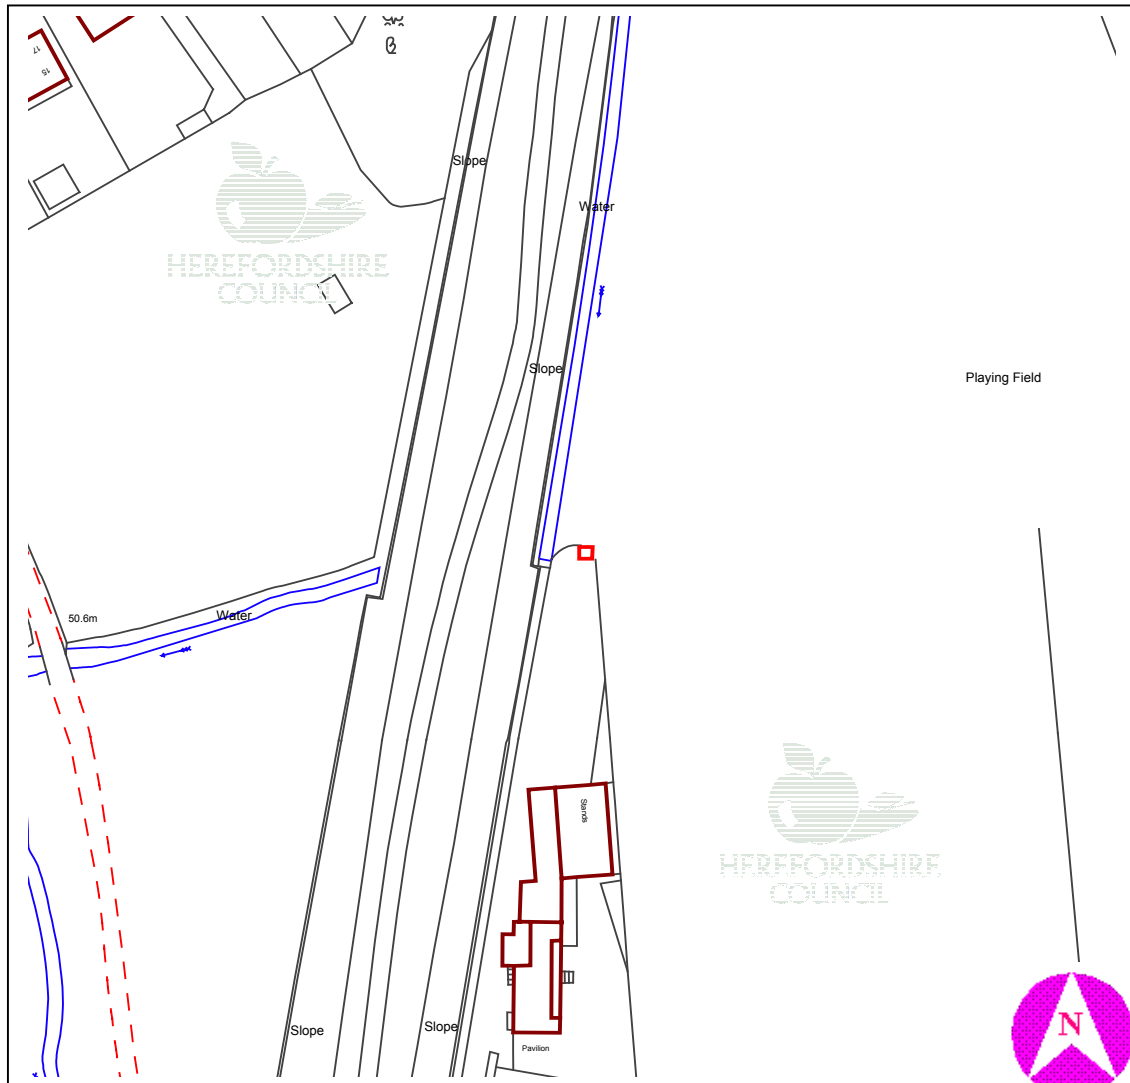 17
15
Slope
Water
HEREFORDSHIRE
COUNCIL
Slope
Playing Field
50.6m
Water
Stands
HEREFORDSHIRE
COUNCIL
Slope
Slope
N
Pavilion